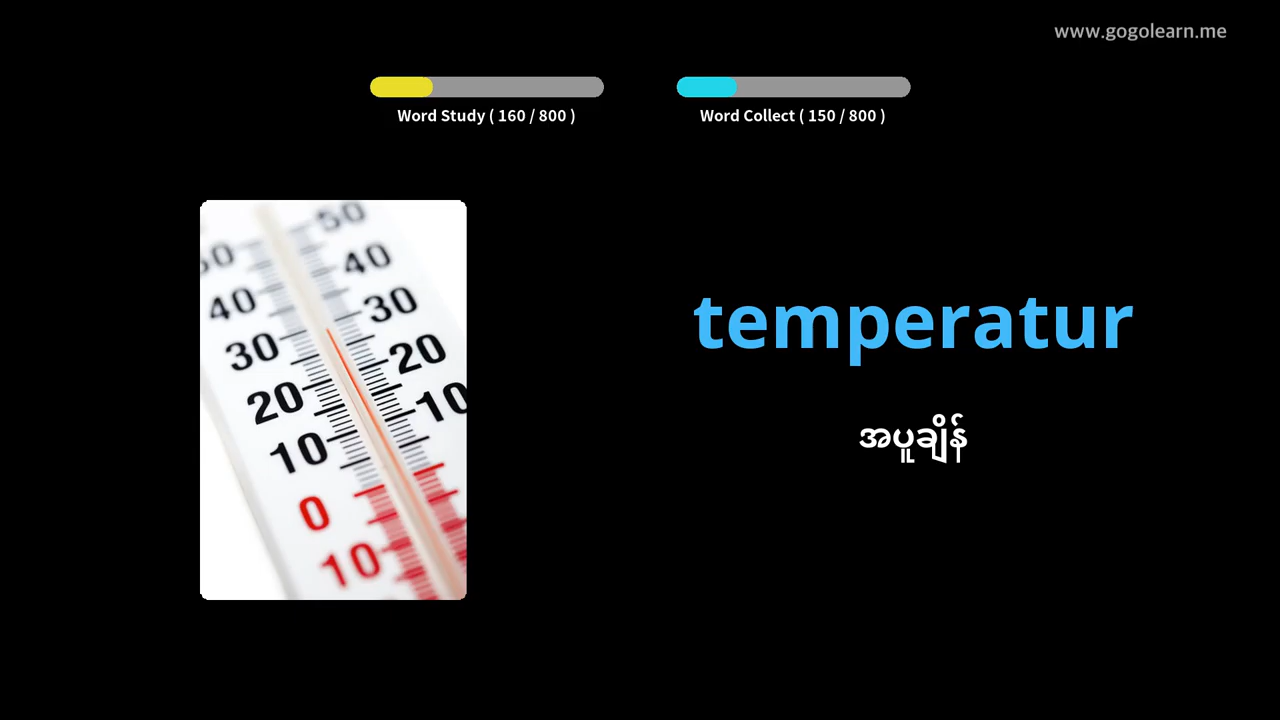 www.gogolearn.me
Word Study ( 160 / 800 )
Word Collect ( 150 / 800 )
temperatur
အပူချိန်
50
50
40
40
30
30
20
20
10
10
0
10